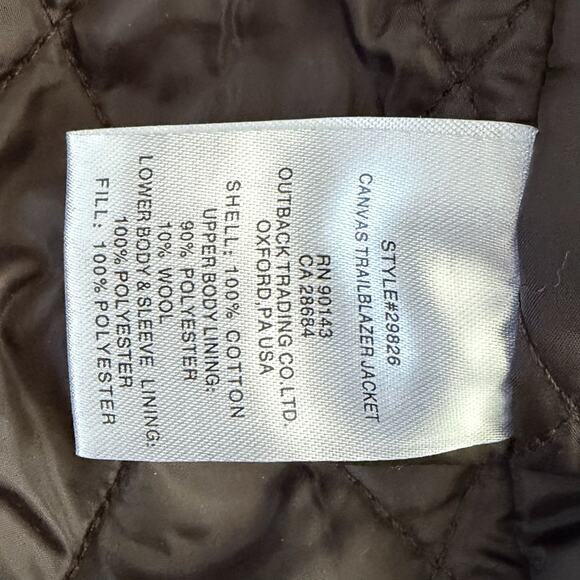 STYLE#29826
CANVAS TRAILBLAZER JACKET
RN 90143
CA 28684
OUTBACK TRADING CO. LTD.
OXFORD, PA USA
SHELL: 100% COTTON
UPPER BODY LINING:
90% POLYESTER
10% WOOL
LOWER BODY & SLEEVE LINING:
100% POLYESTER
FILL: 100% POLYESTER